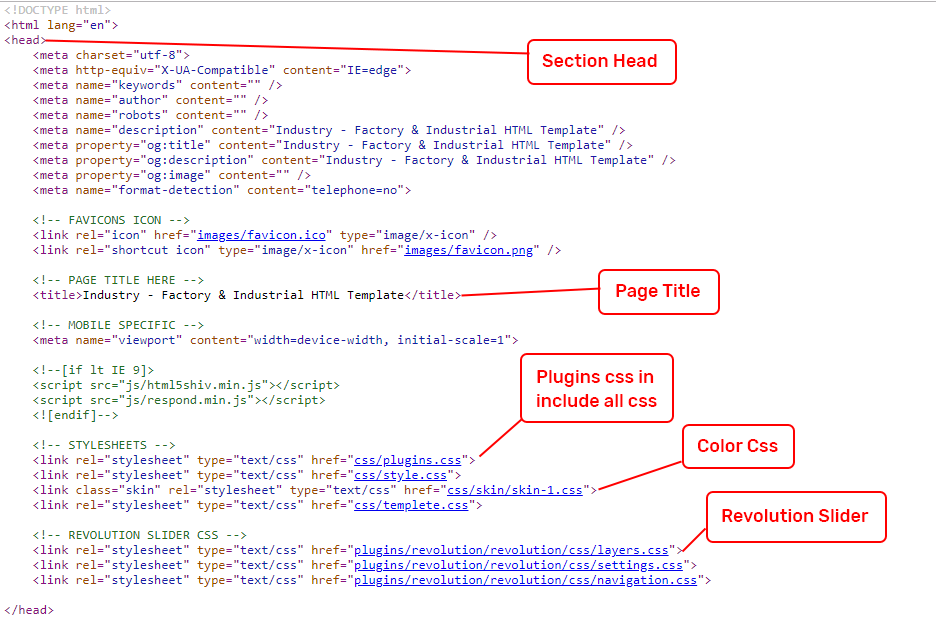 <!DOCTYPE html>
<html lang="en">
<head>
Section Head
<meta charset="utf-8">
<meta http-equiv="X-UA-Compatible" content="IE=edge">
<meta name="keywords" content="" />
<meta name="author" content="" />
<meta name="robots" content="" />
<meta name="description" content="Industry - Factory & Industrial HTML Template" />
<meta property="og:title" content="Industry - Factory & Industrial HTML Template" />
<meta property="og:description" content="Industry - Factory & Industrial HTML Template" />
<meta property="og:image" content="" />
<meta name="format-detection" content="telephone=no">
<!-- FAVICONS ICON -->
<link rel="icon" href="images/favicon.ico" type="image/x-icon" />
<link rel="shortcut icon" type="image/x-icon" href="images/favicon.png" />
<!-- PAGE TITLE HERE -->
<title>Industry - Factory & Industrial HTML Template</title>
Page Title
<!-- MOBILE SPECIFIC -->
<meta name="viewport" content="width=device-width, initial-scale=1">
<!--[if lt IE 9]>
<script src="js/html5shiv.min.js"></script>
<script src="js/respond.min.js"></script>
<![endif]-->
Plugins css in
include all css
<!-- STYLESHEETS -->
<link rel="stylesheet" type="text/css" href="css/plugins.css">
<link rel="stylesheet" type="text/css" href="css/style.css">
<link class="skin" rel="stylesheet" type="text/css" href="css/skin/skin-1.css">
Color Css
<link rel="stylesheet" type="text/css" href="css/templete.css">
<!-- REVOLUTION SLIDER CSS -->
Revolution Slider
<link rel="stylesheet" type="text/css" href="plugins/revolution/revolution/css/layers.css">
<link rel="stylesheet" type="text/css" href="plugins/revolution/revolution/css/settings.css">
<link rel="stylesheet" type="text/css" href="plugins/revolution/revolution/css/navigation.css">
</head>